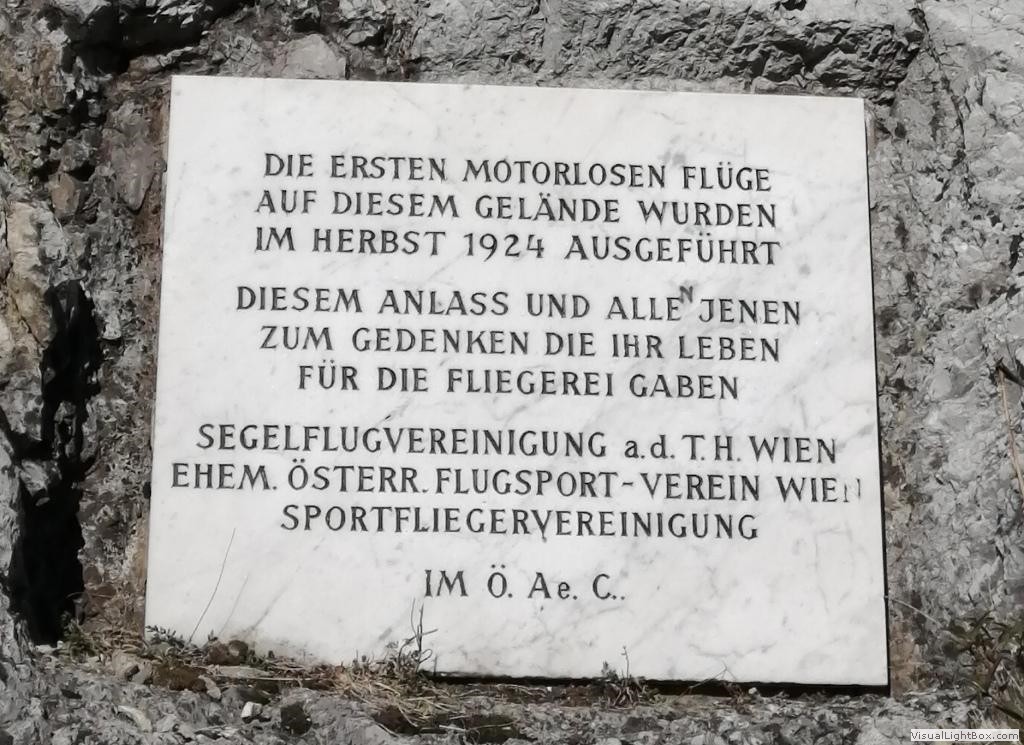 DIE ERSTEN MOTORLOSEN FLÜGE
AUF DIESEM GELÄNDE WURDEN
IM HERBST 1924 AUSGEFÜHRT
DIESEM ANLASS UND ALLEN JENEN
ZUM GEDENKEN DIE IHR LEBEN
FÜR DIE FLIEGEREI GABEN
SEGELFLUGVEREINIGUNG a.d. T.H. WIEN
EHEM. ÖSTERR. FLUGSPORT-VEREIN WIEN
SPORTFLIEGERVEREINIGUNG
IM Ö. Ae. C..
VisualLightBox.com